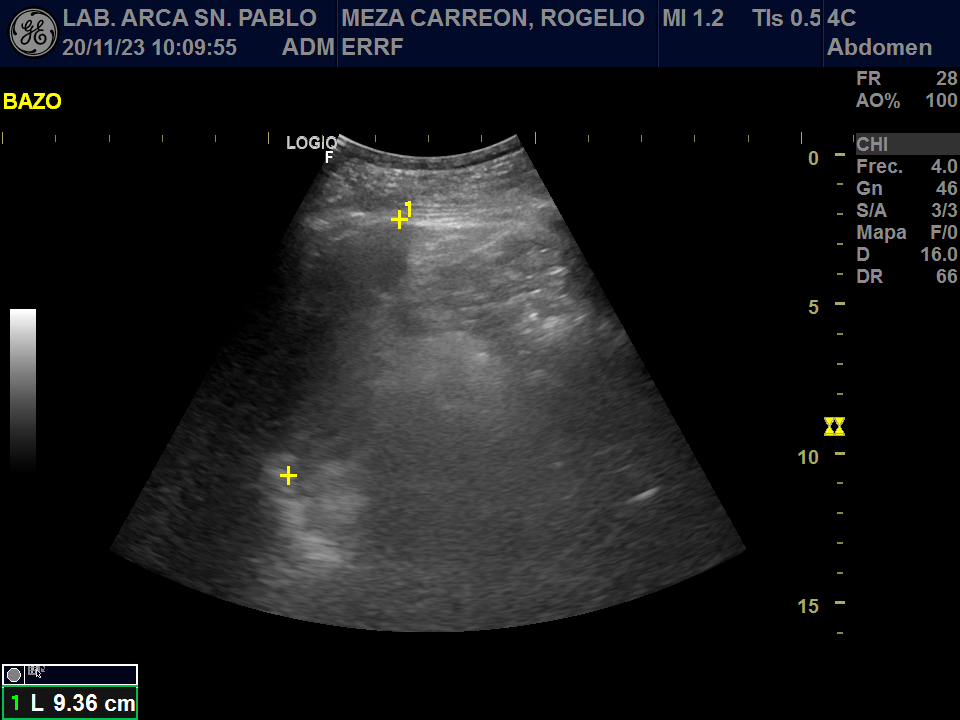 LAB. ARCA SN. PABLO
MEZA CARREON, ROGELIO
MI 1.2
TIs 0.5
4C
20/11/23 10:09:55
ADM
ERRF
Abdomen
BAZO
FR 28
AO% 100
CHI
Frec. 4.0
Gn 46
S/A 3/3
Mapa F/0
D 16.0
DR 66
LOGIQ
F
1
0
5
10
15
1 L 9.36 cm